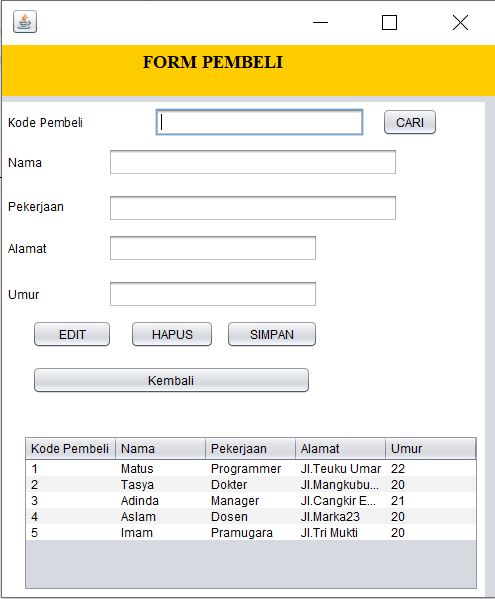 FORM PEMBELI
Kode Pembeli CARI
Nama
Pekerjaan
Alamat
Umur
EDIT HAPUS SIMPAN
Kembali
Kode Pembeli Nama Pekerjaan Alamat Umur
1 Matus Programmer Jl.Teuku Umar 22
2 Tasya Dokter Jl.Mangkubu... 20
3 Adinda Manager Jl.Cangkir E... 21
4 Aslam Dosen Jl.Marka23 20
5 Imam Pramugara Jl.Tri Mukti 20